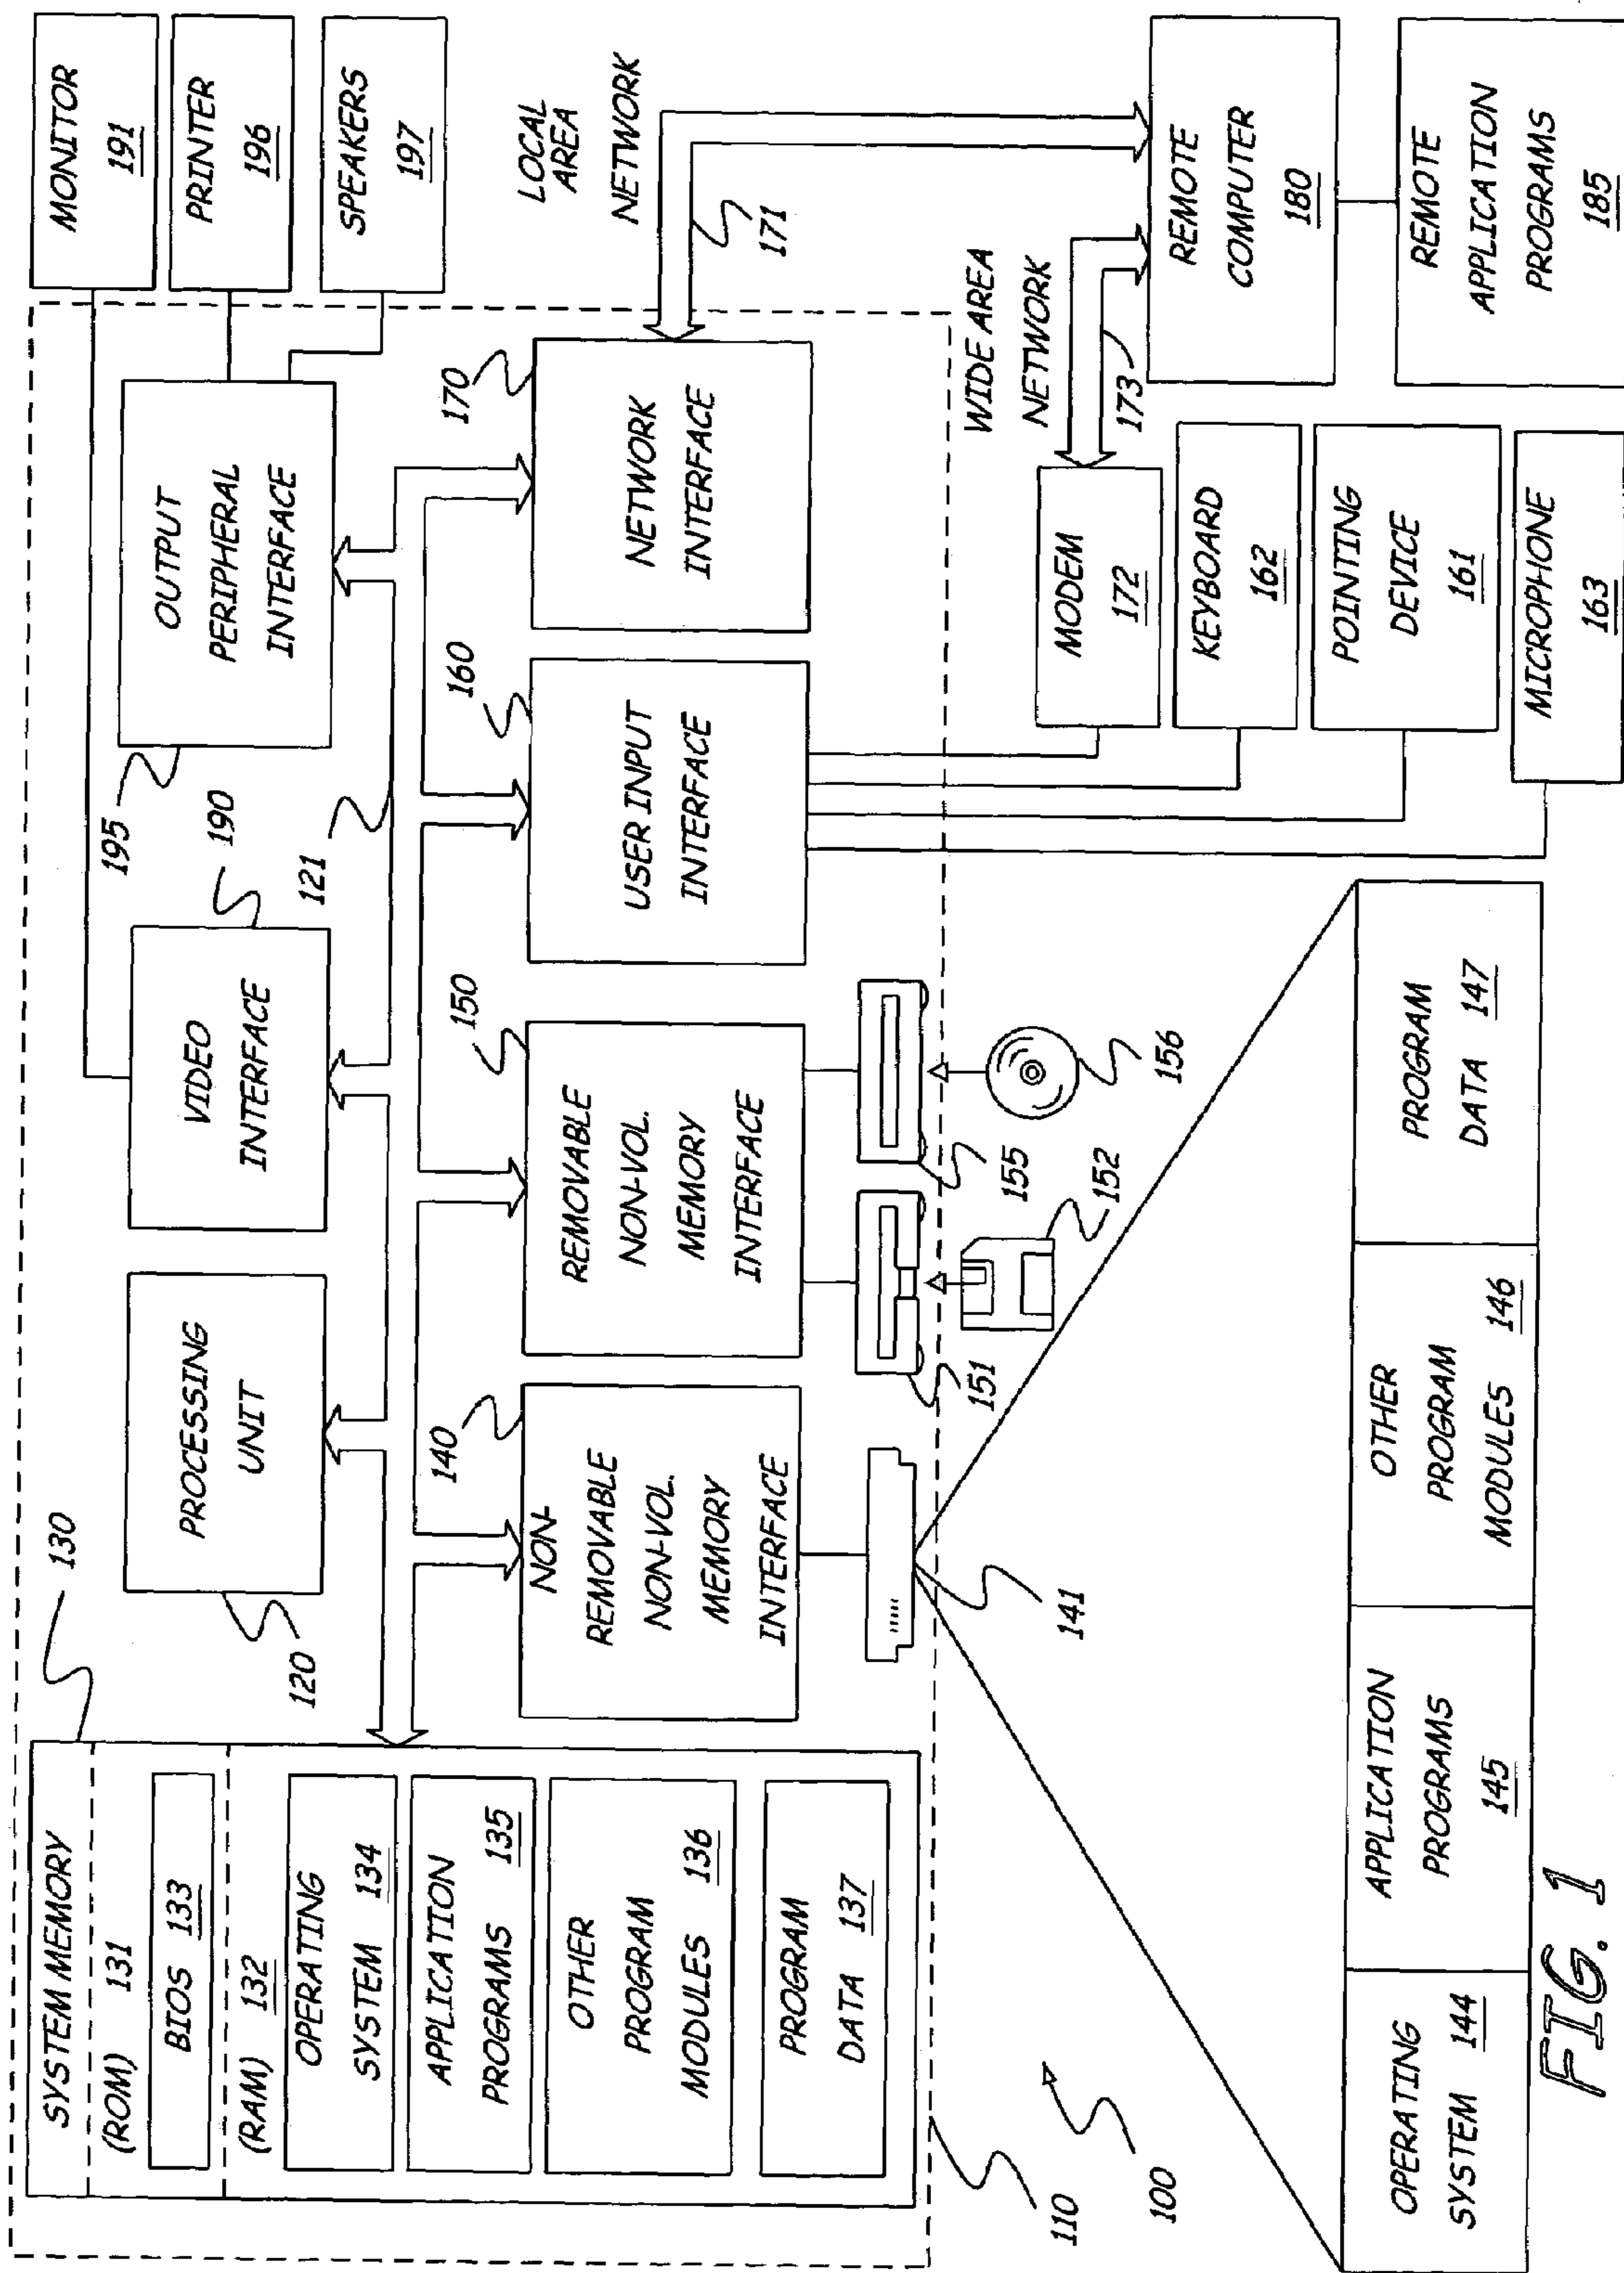 SYSTEM MEMORY
(ROM) 131
BIOS 133
(RAM) 132
OPERATING
SYSTEM 134
APPLICATION
PROGRAMS 135
OTHER
PROGRAM
MODULES 136
PROGRAM
DATA 137
130
PROCESSING
UNIT
120
VIDEO
INTERFACE
190
OUTPUT
PERIPHERAL
INTERFACE
195
121
MONITOR
191
PRINTER
196
SPEAKERS
197
NON-
REMOVABLE
NON-VOL.
MEMORY
INTERFACE
140
REMOVABLE
NON-VOL.
MEMORY
INTERFACE
150
USER INPUT
INTERFACE
160
NETWORK
INTERFACE
170
LOCAL
AREA
NETWORK
171
141
151
152
155
156
WIDE AREA
NETWORK
173
MODEM
172
KEYBOARD
162
POINTING
DEVICE
161
MICROPHONE
163
REMOTE
COMPUTER
180
REMOTE
APPLICATION
PROGRAMS
185
110
100
OPERATING
SYSTEM 144
APPLICATION
PROGRAMS
145
OTHER
PROGRAM
MODULES 146
PROGRAM
DATA 147
FIG. 1